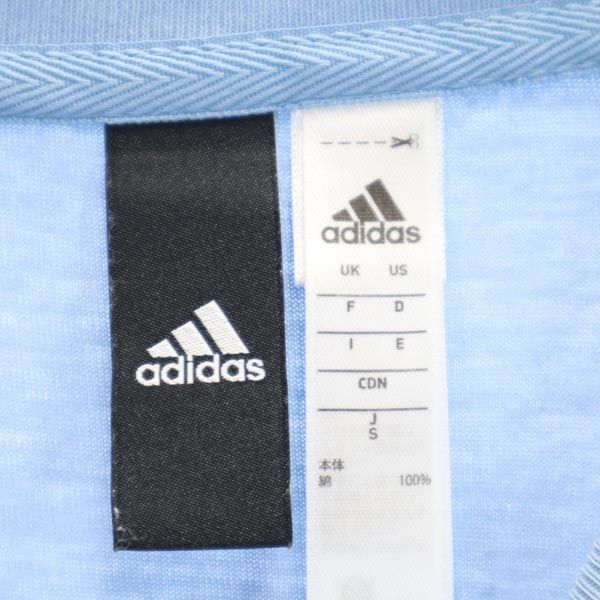 adidas
adidas
UK US
F D
I E
CDN
J
S
本体
綿 100%